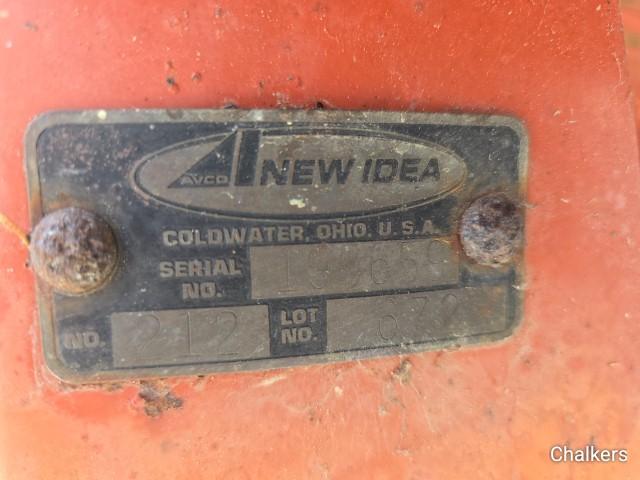 AVCO NEW IDEA
COLDWATER, OHIO, U.S.A.
SERIAL NO.
NO. 212 LOT NO.
Chalkers